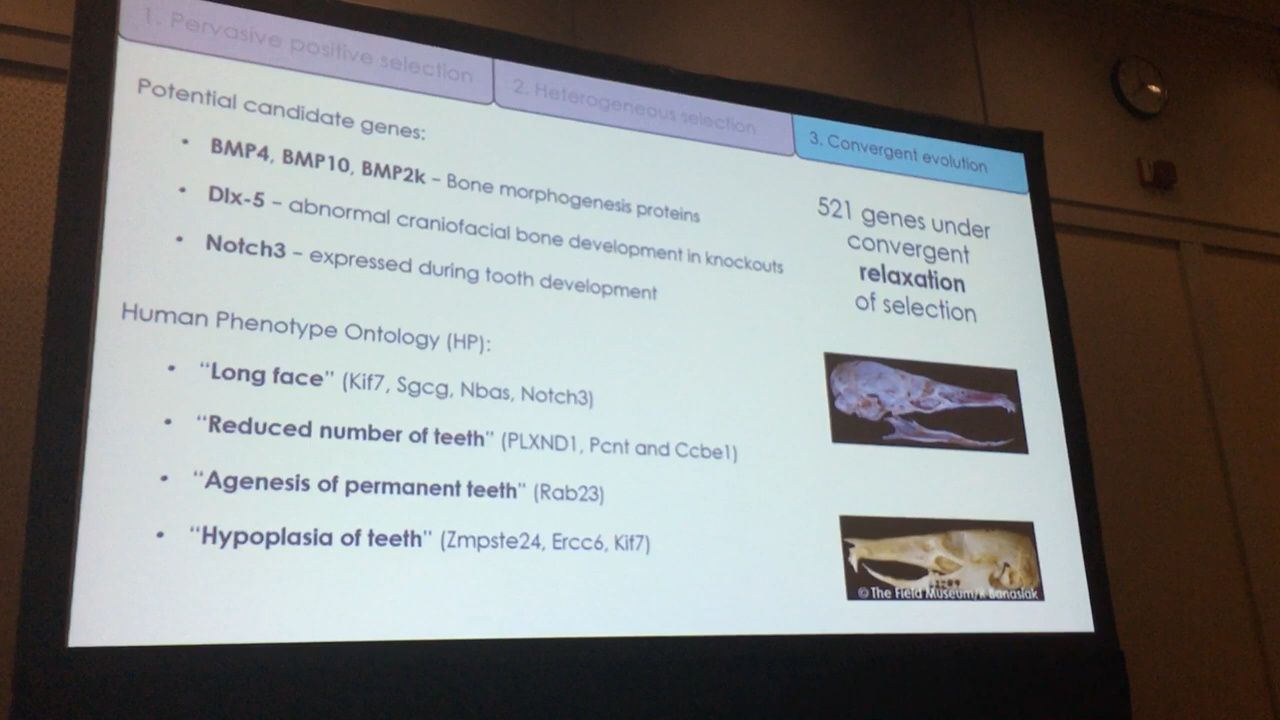 1. Pervasive positive selection
2. Heterogeneous selection
3. Convergent evolution
Potential candidate genes:
• BMP4, BMP10, BMP2k – Bone morphogenesis proteins
• Dlx-5 – abnormal craniofacial bone development in knockouts
• Notch3 – expressed during tooth development
Human Phenotype Ontology (HP):
• “Long face” (Kif7, Sgcg, Nbas, Notch3)
• “Reduced number of teeth” (PLXND1, Pcnt and Ccbe1)
• “Agenesis of permanent teeth” (Rab23)
• “Hypoplasia of teeth” (Zmpste24, Ercc6, Kif7)
521 genes under
convergent
relaxation
of selection
© The Field Museum/R Banasiak